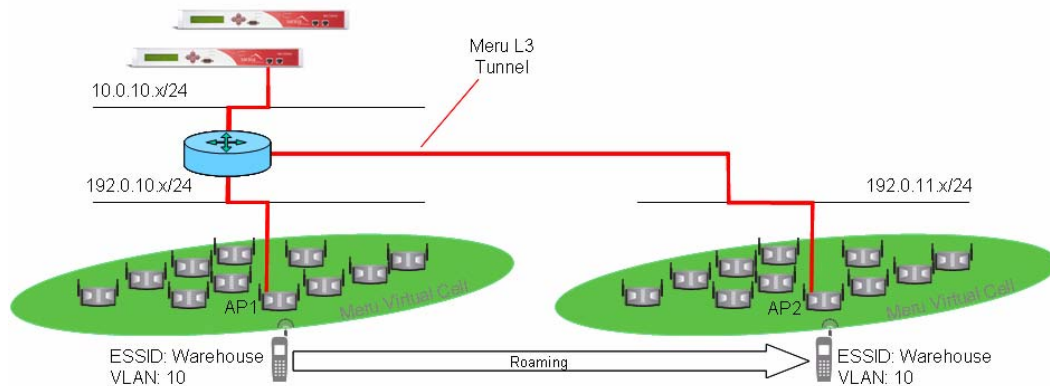 Meru L3
Tunnel
10.0.10.x/24
192.0.10.x/24
192.0.11.x/24
AP1
Meru Virtual Cell
AP2
Meru Virtual Cell
ESSID: Warehouse
VLAN: 10
Roaming
ESSID: Warehouse
VLAN: 10